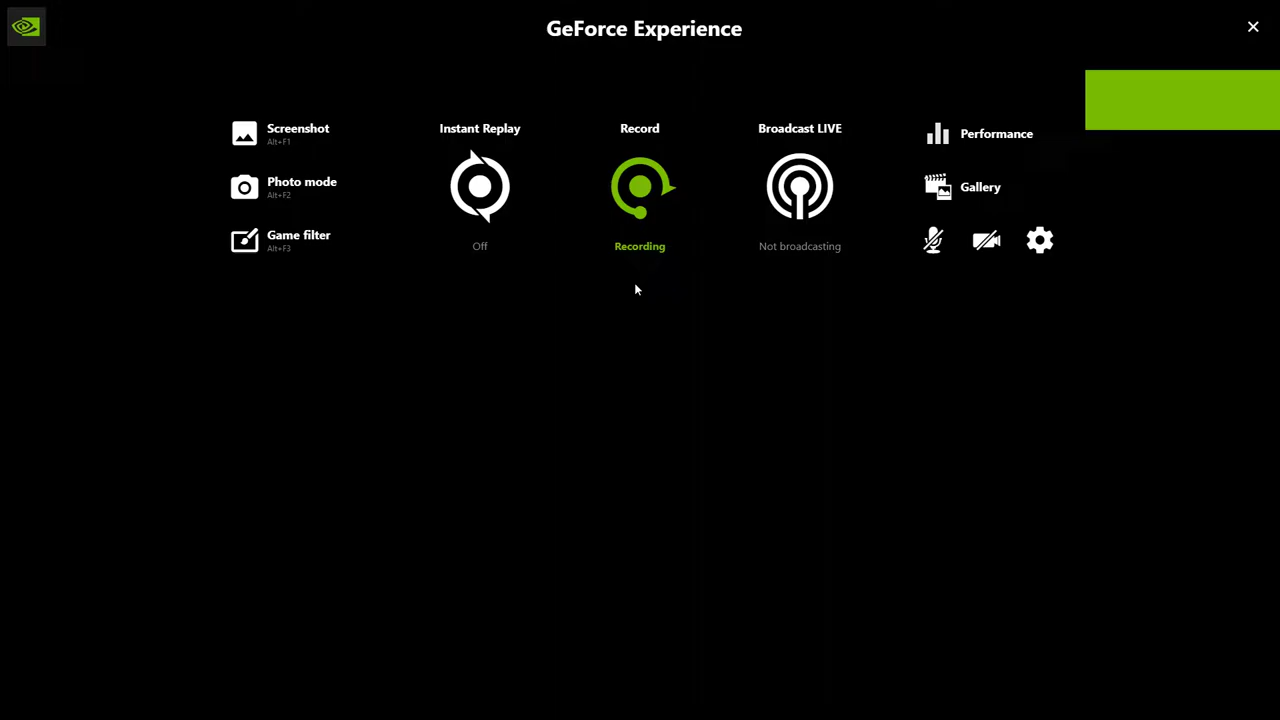 GeForce Experience
Screenshot
Alt+F1
Photo mode
Alt+F2
Game filter
Alt+F3
Instant Replay
Off
Record
Recording
Broadcast LIVE
Not broadcasting
Performance
Gallery